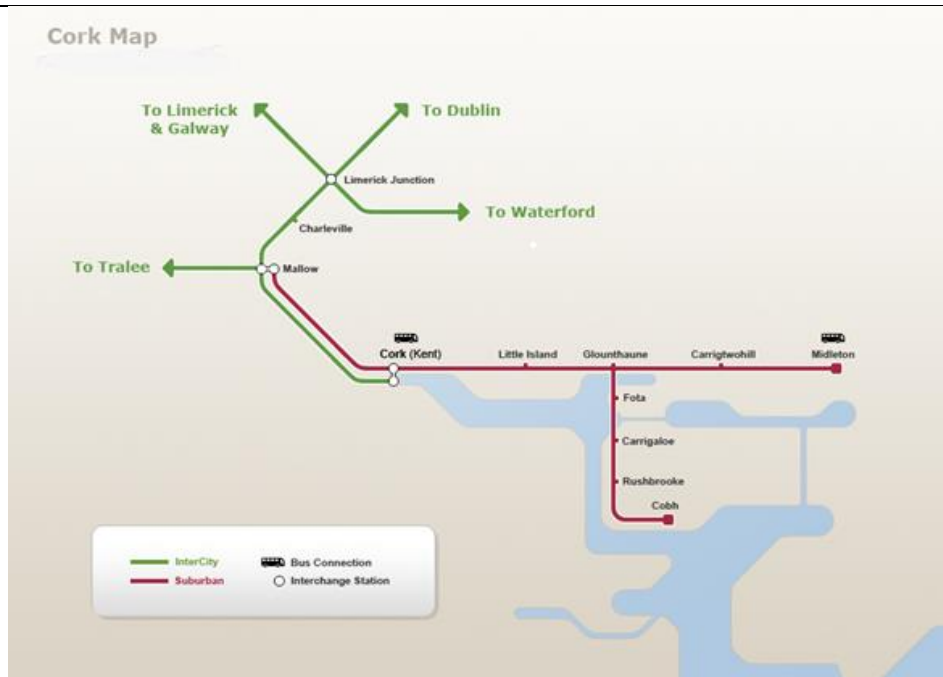 Cork Map
To Limerick
& Galway
To Dublin
Limerick Junction
To Waterford
Charleville
To Tralee
Mallow
Cork (Kent)
Little Island
Glounthaune
Carrigtwohill
Midleton
Fota
Carrigaloe
Rushbrooke
Cobh
InterCity
Bus Connection
Suburban
Interchange Station